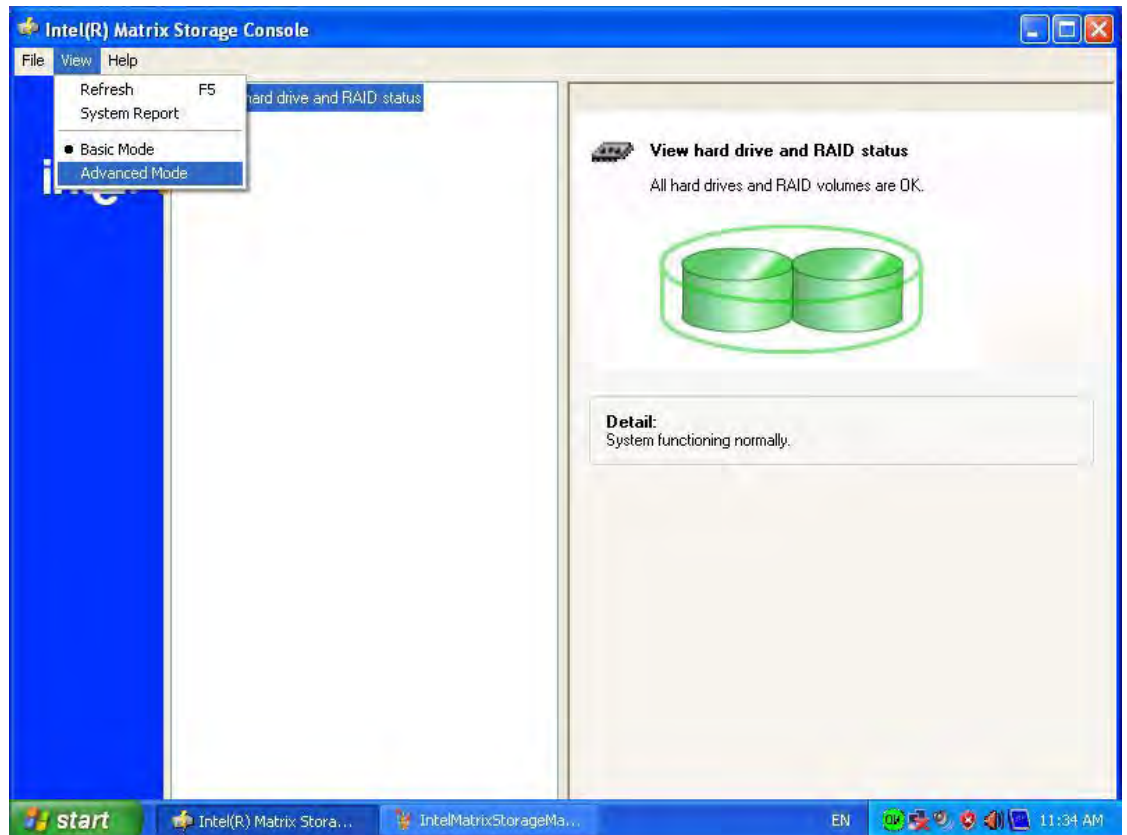 Intel(R) Matrix Storage Console
File View Help
Refresh F5
System Report
Basic Mode
Advanced Mode
hard drive and RAID status
View hard drive and RAID status
All hard drives and RAID volumes are OK.
Detail:
System functioning normally.
start
Intel(R) Matrix Stora...
IntelMatrixStorageMa...
EN
11:34 AM